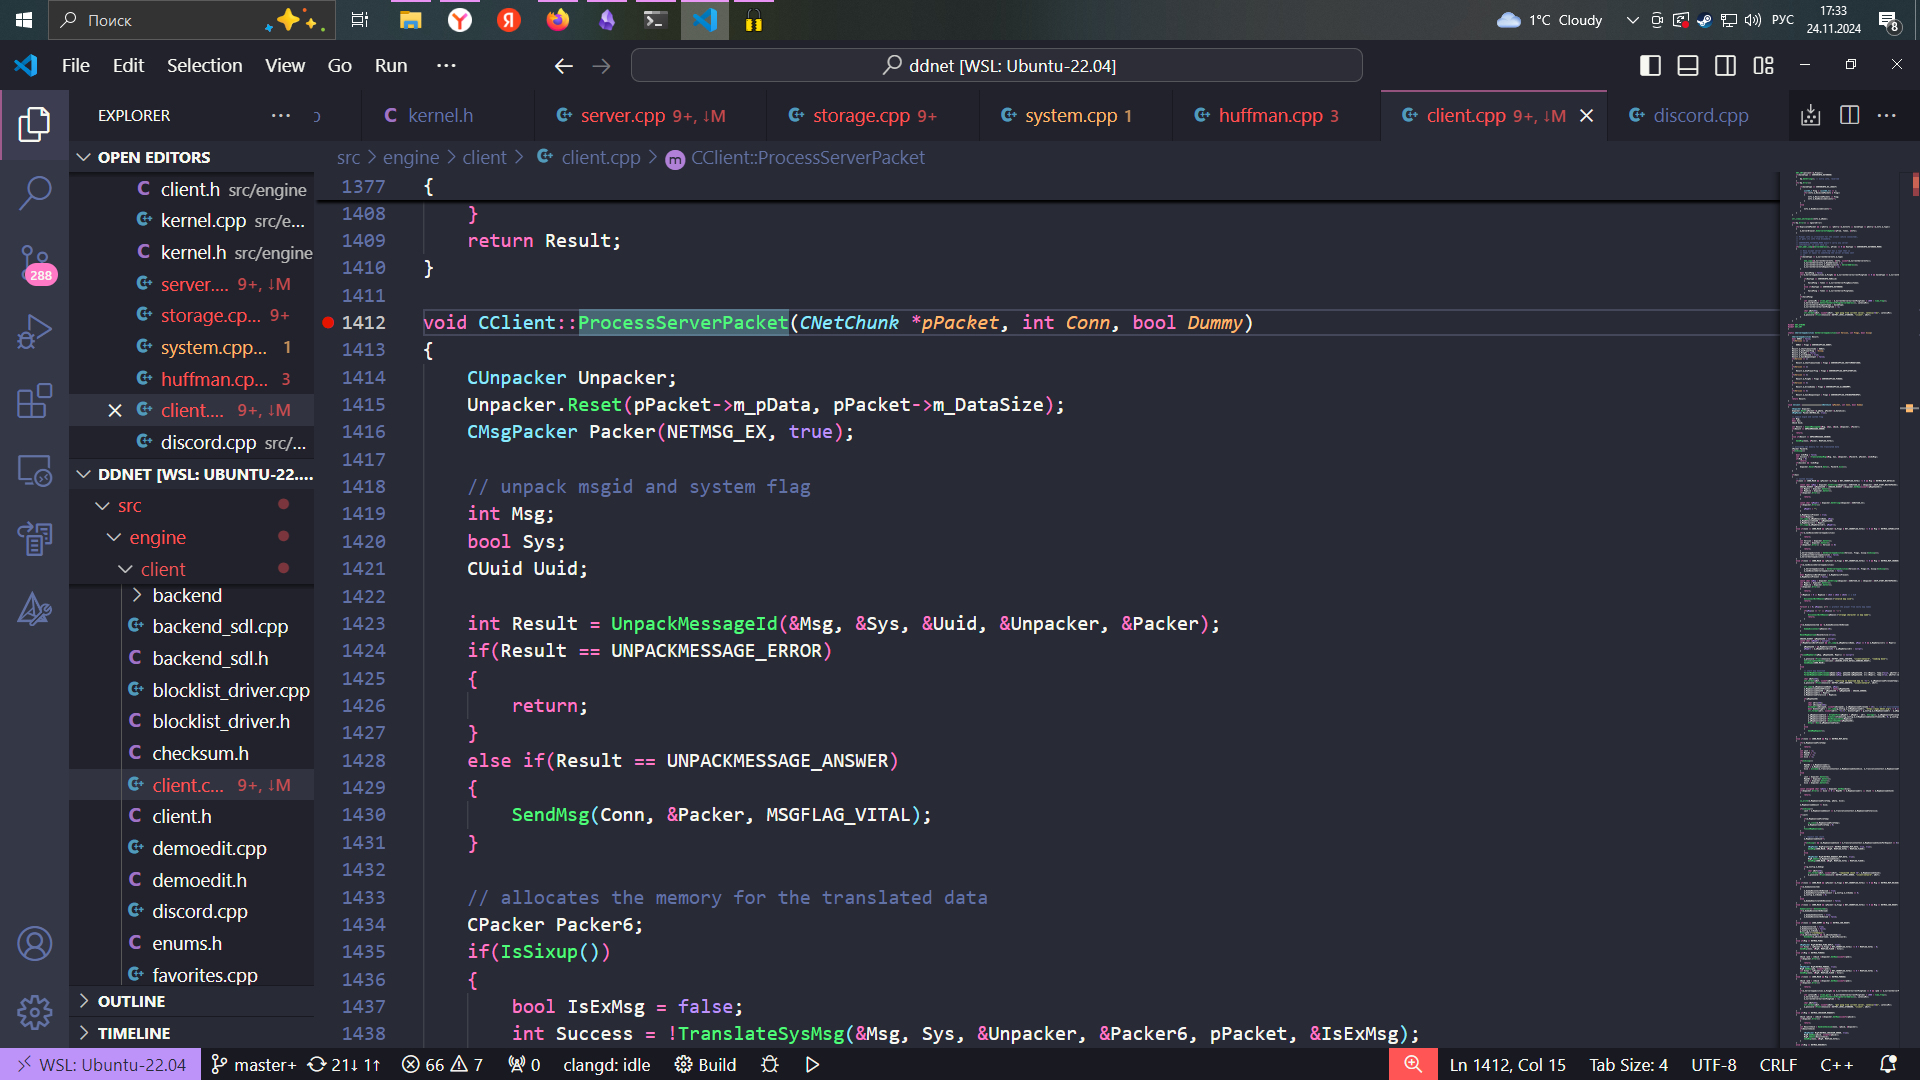 Поиск
1°C Cloudy
РУС
17:33
24.11.2024
8
File Edit Selection View Go Run ···
ddnet [WSL: Ubuntu-22.04]
EXPLORER
kernel.h
server.cpp 9+, ↓M
storage.cpp 9+
system.cpp 1
huffman.cpp 3
client.cpp 9+, ↓M
discord.cpp
src > engine > client > client.cpp > CClient::ProcessServerPacket
OPEN EDITORS
client.h src/engine
kernel.cpp src/e...
kernel.h src/engine
server.... 9+, ↓M
storage.cp... 9+
system.cpp... 1
huffman.cp... 3
client.... 9+, ↓M
discord.cpp src/...
288
DDNET [WSL: UBUNTU-22....
src
engine
client
backend
backend_sdl.cpp
backend_sdl.h
blocklist_driver.cpp
blocklist_driver.h
checksum.h
client.c... 9+, ↓M
client.h
demoedit.cpp
demoedit.h
discord.cpp
enums.h
favorites.cpp
OUTLINE
TIMELINE
1377 {
1408 }
1409 return Result;
1410 }
1411
1412 void CClient::ProcessServerPacket(CNetChunk *pPacket, int Conn, bool Dummy)
1413 {
1414 CUnpacker Unpacker;
1415 Unpacker.Reset(pPacket->m_pData, pPacket->m_DataSize);
1416 CMsgPacker Packer(NETMSG_EX, true);
1417
1418 // unpack msgid and system flag
1419 int Msg;
1420 bool Sys;
1421 CUuid Uuid;
1422
1423 int Result = UnpackMessageId(&Msg, &Sys, &Uuid, &Unpacker, &Packer);
1424 if(Result == UNPACKMESSAGE_ERROR)
1425 {
1426 return;
1427 }
1428 else if(Result == UNPACKMESSAGE_ANSWER)
1429 {
1430 SendMsg(Conn, &Packer, MSGFLAG_VITAL);
1431 }
1432
1433 // allocates the memory for the translated data
1434 CPacker Packer6;
1435 if(IsSixup())
1436 {
1437 bool IsExMsg = false;
1438 int Success = !TranslateSysMsg(&Msg, Sys, &Unpacker, &Packer6, pPacket, &IsExMsg);
WSL: Ubuntu-22.04
master+
21↓ 1↑
66
7
0
clangd: idle
Build
Ln 1412, Col 15
Tab Size: 4
UTF-8
CRLF
C++